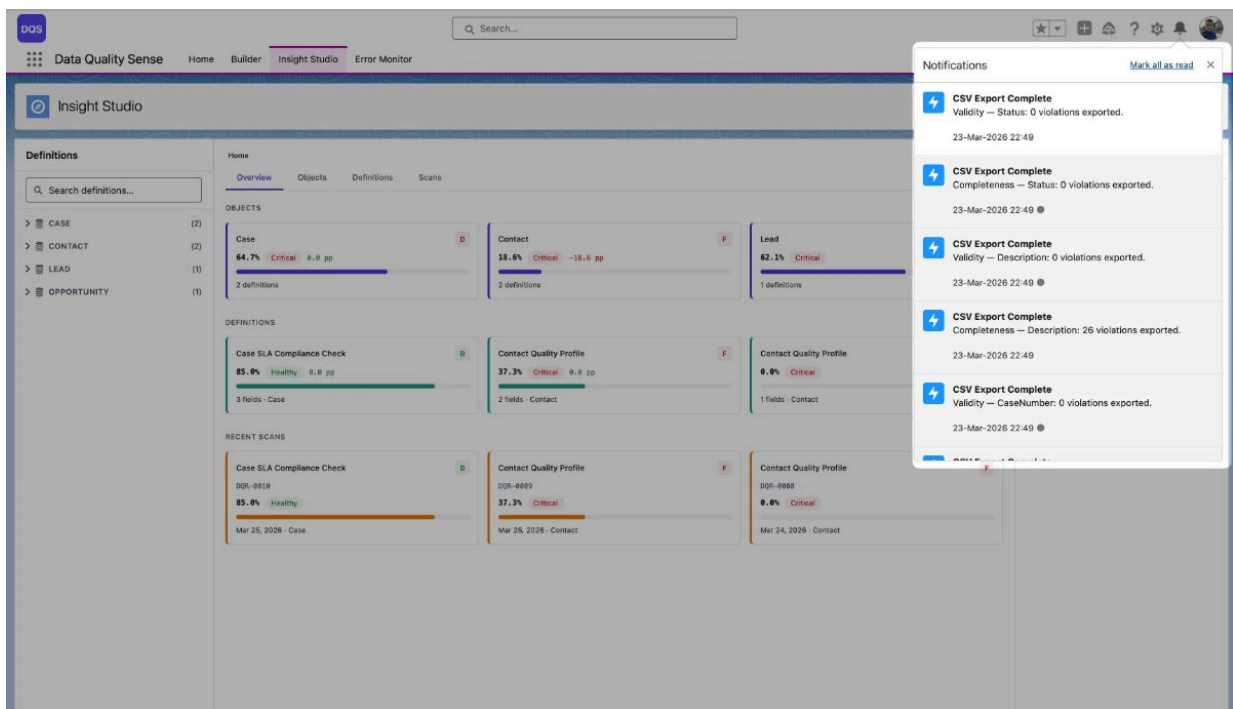 DQS
Search...
Data Quality Sense
Home
Builder
Insight Studio
Error Monitor
Notifications
Mark all as read
CSV Export Complete
Validity — Status: 0 violations exported.
23-Mar-2026 22:49
CSV Export Complete
Completeness — Status: 0 violations exported.
23-Mar-2026 22:49
CSV Export Complete
Validity — Description: 0 violations exported.
23-Mar-2026 22:49
CSV Export Complete
Completeness — Description: 26 violations exported.
23-Mar-2026 22:49
CSV Export Complete
Validity — CaseNumber: 0 violations exported.
23-Mar-2026 22:49
Insight Studio
Definitions
Search definitions...
CASE (2)
CONTACT (2)
LEAD (1)
OPPORTUNITY (1)
Home
Overview
Objects
Definitions
Scans
OBJECTS
Case D
64.7% Critical 0.0 pp
2 definitions
Contact F
18.6% Critical -18.6 pp
2 definitions
Lead
62.1% Critical
1 definitions
DEFINITIONS
Case SLA Compliance Check B
85.0% Healthy 0.0 pp
3 fields · Case
Contact Quality Profile F
37.3% Critical 0.0 pp
2 fields · Contact
Contact Quality Profile
0.0% Critical
1 fields · Contact
RECENT SCANS
Case SLA Compliance Check B
DQR-0010
85.0% Healthy
Mar 25, 2026 · Case
Contact Quality Profile F
DQR-0009
37.3% Critical
Mar 25, 2026 · Contact
Contact Quality Profile F
DQR-0008
0.0% Critical
Mar 24, 2026 · Contact